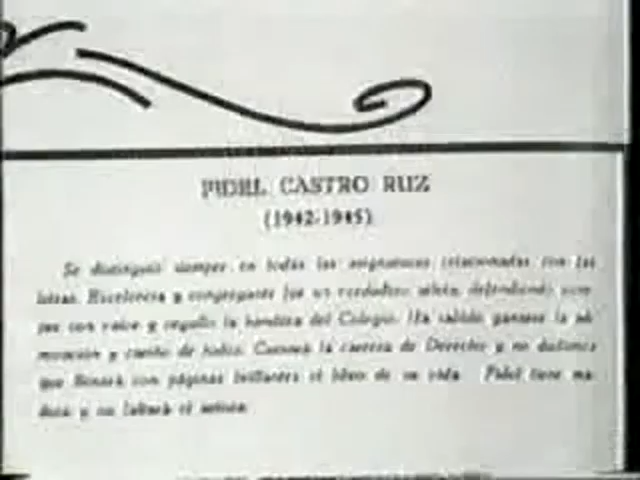 FIDEL CASTRO RUZ
(1942-1945)
Se distinguió siempre en todas las asignaturas relacionadas con las
letras. Excelencia y congregante fue un verdadero atleta, defendiendo siem
pre con valor y orgullo la bandera del Colegio. Ha sabido ganarse la ad
miración y cariño de todos. Cursará la carrera de Derecho y no dudamos
que llenará con páginas brillantes el libro de su vida. Fidel tiene ma
dera y no faltará el artista.